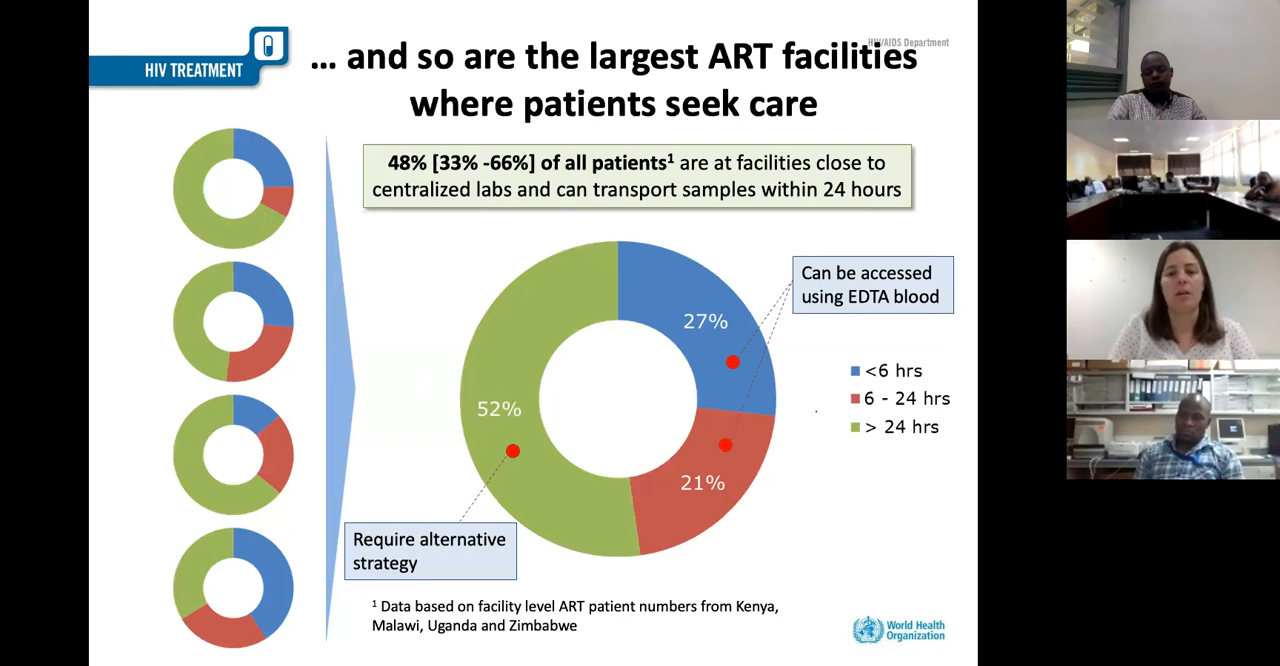 HIV TREATMENT
HIV/AIDS Department
... and so are the largest ART facilities
where patients seek care
48% [33% -66%] of all patients¹ are at facilities close to
centralized labs and can transport samples within 24 hours
Can be accessed
using EDTA blood
27%
<6 hrs
6 - 24 hrs
> 24 hrs
52%
21%
Require alternative
strategy
¹ Data based on facility level ART patient numbers from Kenya,
Malawi, Uganda and Zimbabwe
World Health
Organization